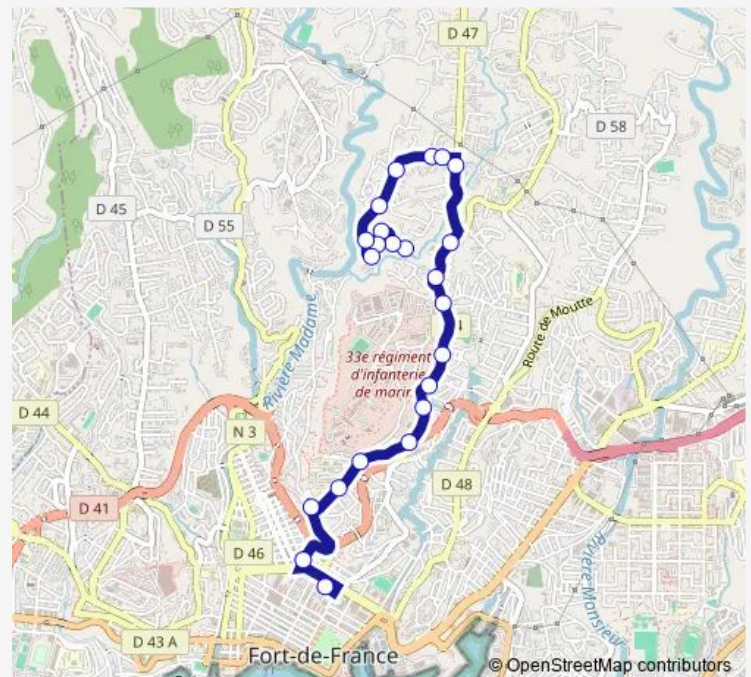 D 47
D 58
D 45
D 55
Route de Moutte
Rivière Madame
33e régiment
d'infanterie
de marin
D 44
N 3
D 48
D 41
D 46
Rivière Monsieur
D 43 A
Fort-de-France
© OpenStreetMap contributors